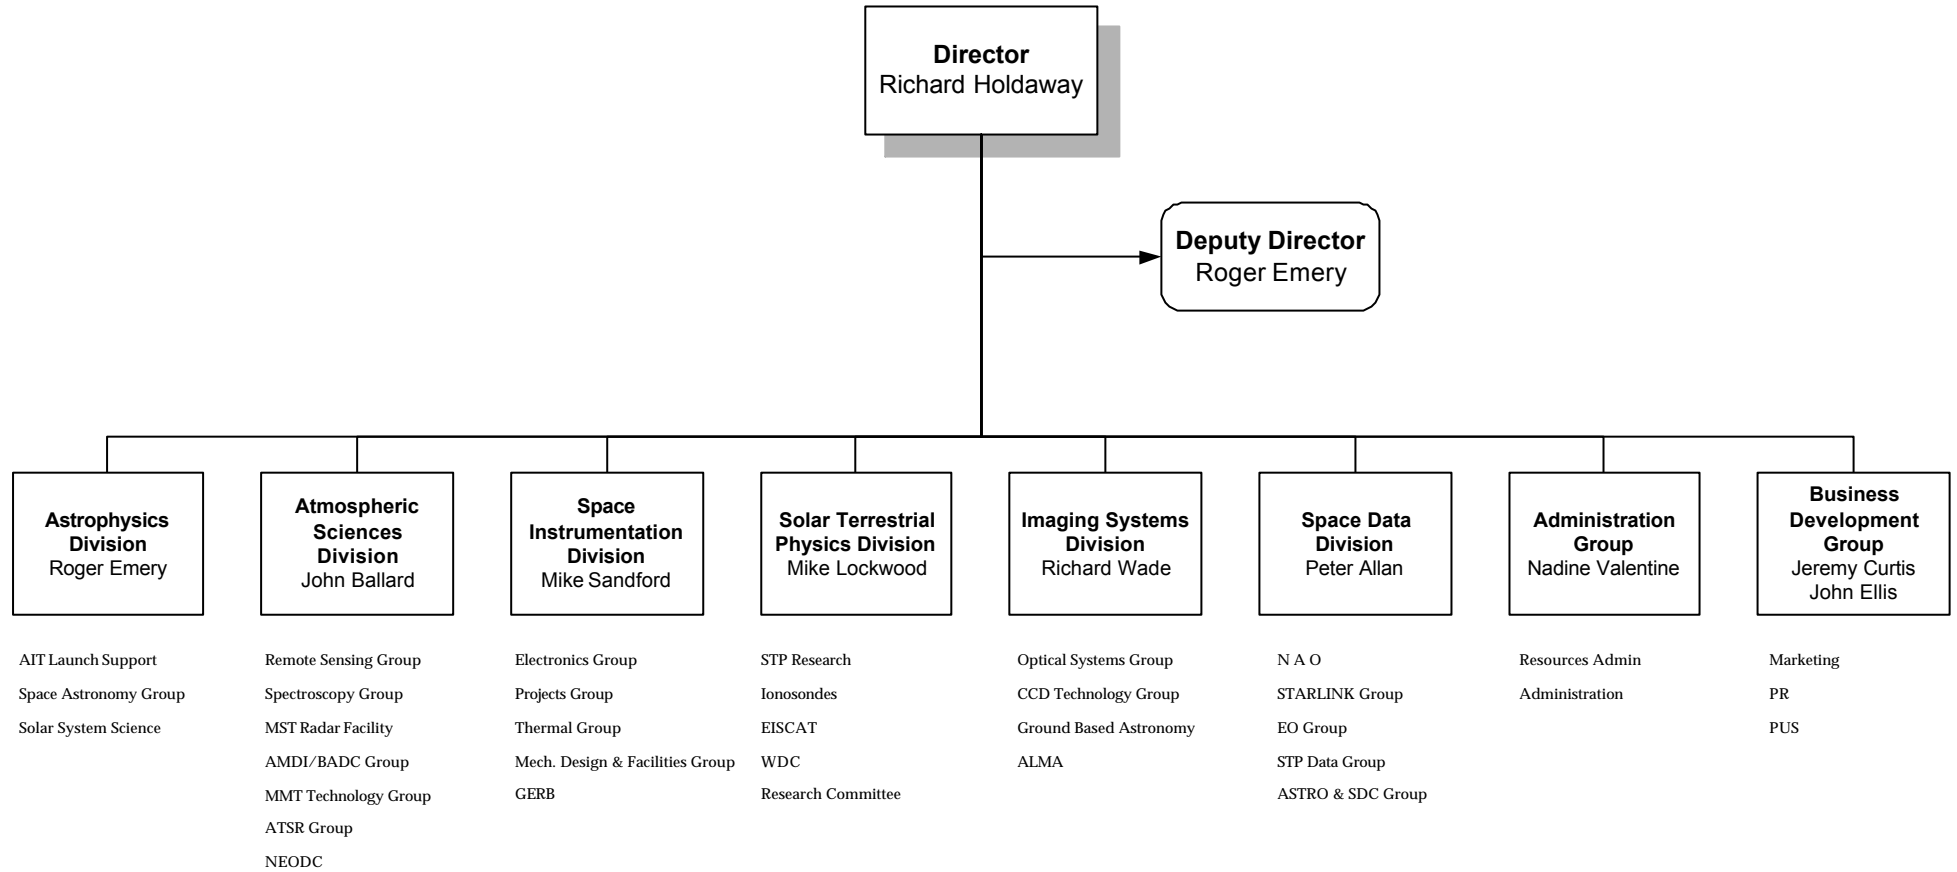 Director
Richard Holdaway
Deputy Director
Roger Emery
Astrophysics
Division
Roger Emery
AIT Launch Support
Space Astronomy Group
Solar System Science
Atmospheric
Sciences
Division
John Ballard
Remote Sensing Group
Spectroscopy Group
MST Radar Facility
AMDI/BADC Group
MMT Technology Group
ATSR Group
NEODC
Space
Instrumentation
Division
Mike Sandford
Electronics Group
Projects Group
Thermal Group
Mech. Design & Facilities Group
GERB
Solar Terrestrial
Physics Division
Mike Lockwood
STP Research
Ionosondes
EISCAT
WDC
Research Committee
Imaging Systems
Division
Richard Wade
Optical Systems Group
CCD Technology Group
Ground Based Astronomy
ALMA
Space Data
Division
Peter Allan
N A O
STARLINK Group
EO Group
STP Data Group
ASTRO & SDC Group
Administration
Group
Nadine Valentine
Resources Admin
Administration
Business
Development
Group
Jeremy Curtis
John Ellis
Marketing
PR
PUS